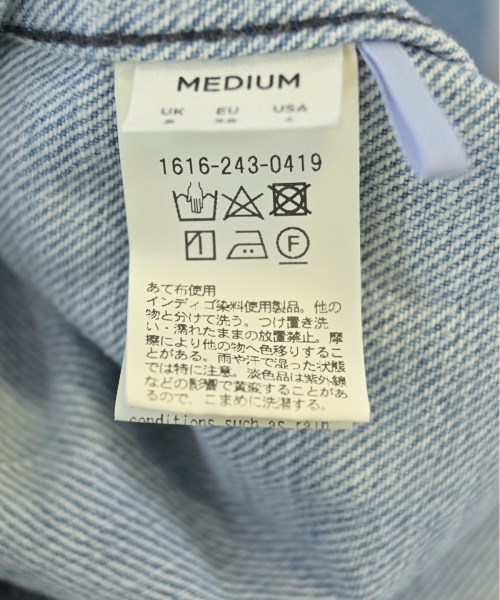 MEDIUM
UK EU USA
1616-243-0419
F
あて布使用
インディゴ染料使用製品。他の
物と分けて洗う。つけ置き洗
い・濡れたままの放置禁止。摩
擦により他の物へ色移りするこ
とがある。雨や汗で湿った状態
では特に注意。淡色品は紫外線
などの影響で黄変することがあ
るので、こまめに洗濯する。
conditions such as rain